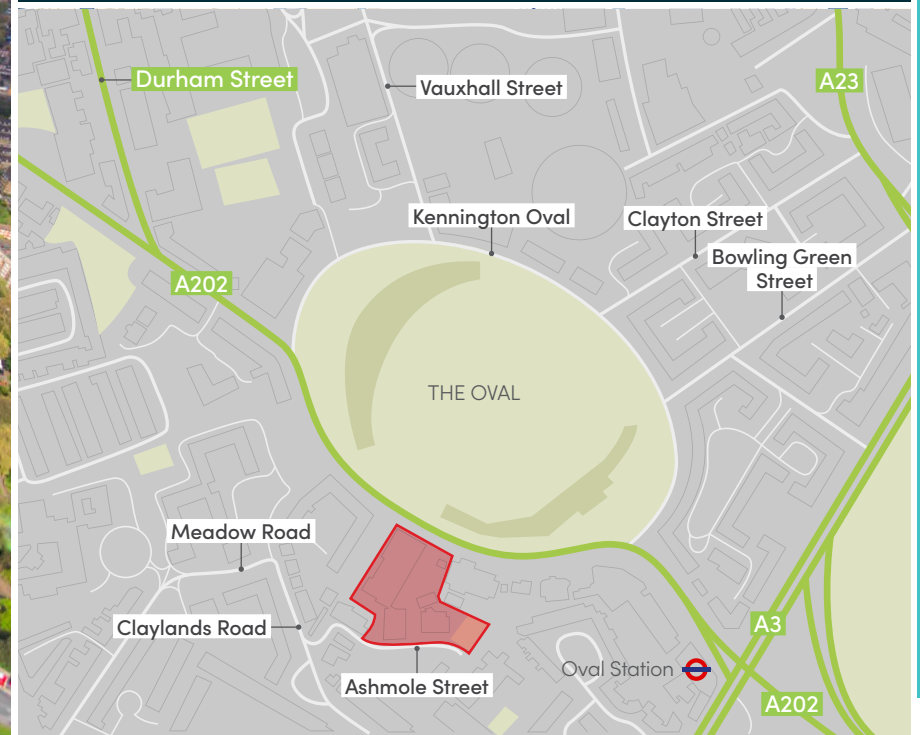 Durham Street
Vauxhall Street
A23
Kennington Oval
Clayton Street
Bowling Green
Street
A202
THE OVAL
Meadow Road
Claylands Road
A3
Oval Station
Ashmole Street
A202